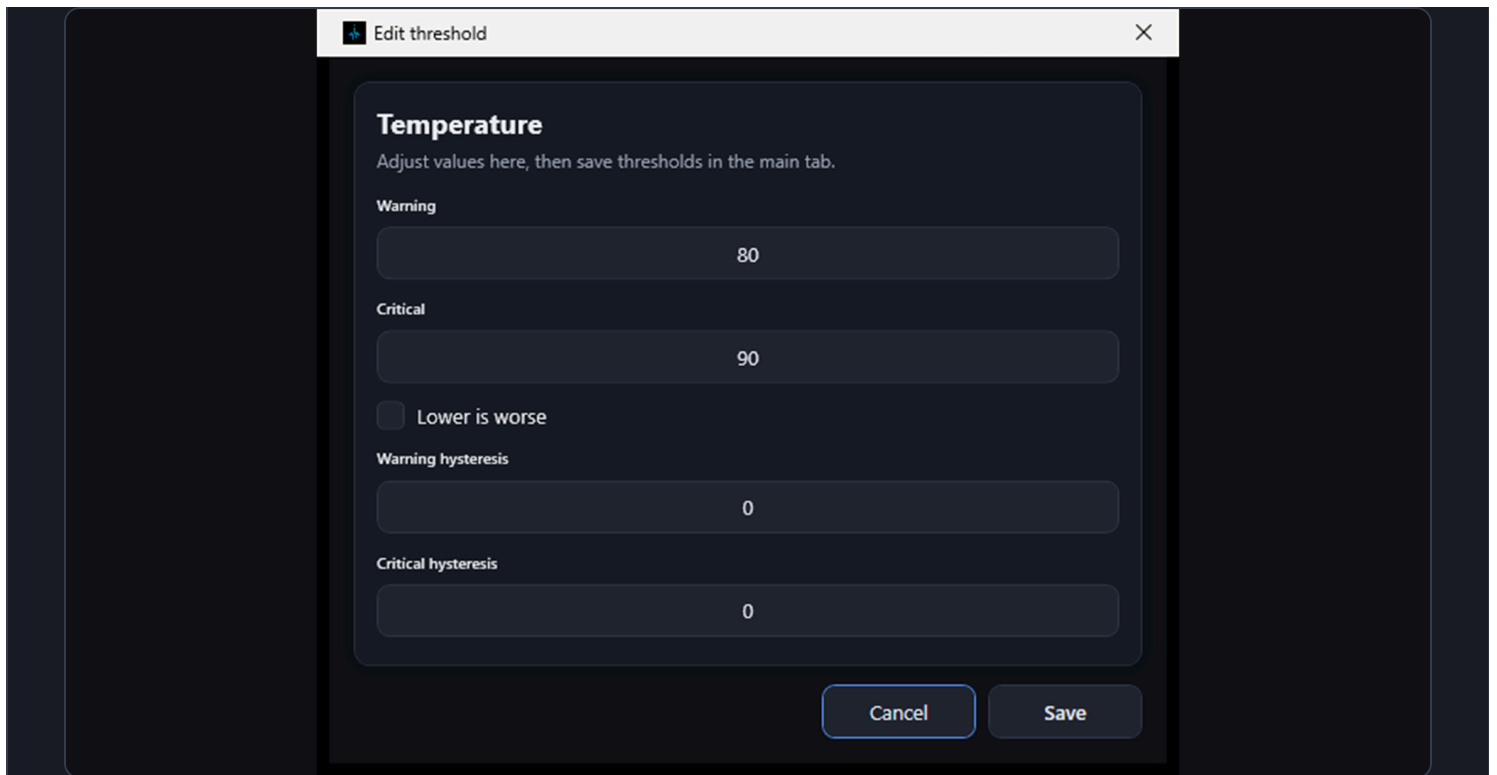 Edit threshold
Temperature
Adjust values here, then save thresholds in the main tab.
Warning
80
Critical
90
Lower is worse
Warning hysteresis
0
Critical hysteresis
0
Cancel
Save